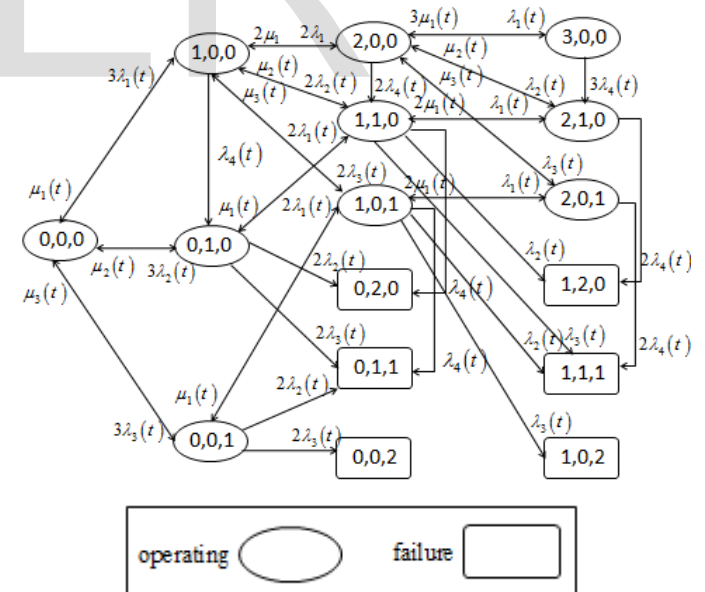 3μ₁(t) λ₁(t)
2μ₁ 2λ₁
1,0,0 2,0,0 3,0,0
μ₂(t)
3λ₁(t) μ₂(t) 2λ₂(t) μ₃(t) λ₂(t) 3λ₄(t)
μ₃(t) 2λ₄(t) 2μ₁(t) λ₁(t)
1,1,0 2,1,0
2λ₁(t)
λ₄(t) 2λ₃(t) λ₃(t)
μ₁(t) 2μ₁(t) λ₁(t)
μ₁(t) 2λ₁(t) 1,0,1 2,0,1
0,0,0 0,1,0
μ₂(t) 3λ₂(t) 2λ₂(t) λ₂(t) 2λ₄(t)
μ₃(t) 0,2,0 λ₄(t) 1,2,0
2λ₃(t) λ₂(t) λ₃(t) 2λ₄(t)
0,1,1 λ₄(t) 1,1,1
μ₁(t) 2λ₂(t)
3λ₃(t) 0,0,1 2λ₃(t) λ₃(t)
0,0,2 1,0,2
operating failure